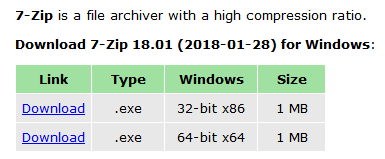 7-Zip is a file archiver with a high compression ratio.
Download 7-Zip 18.01 (2018-01-28) for Windows:
Link Type Windows Size
Download .exe 32-bit x86 1 MB
Download .exe 64-bit x64 1 MB